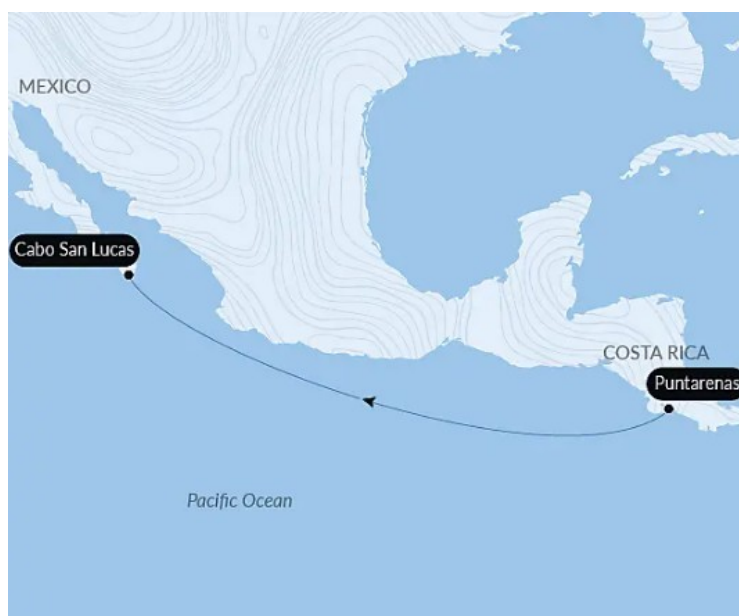 MEXICO
Cabo San Lucas
COSTA RICA
Puntarenas
Pacific Ocean